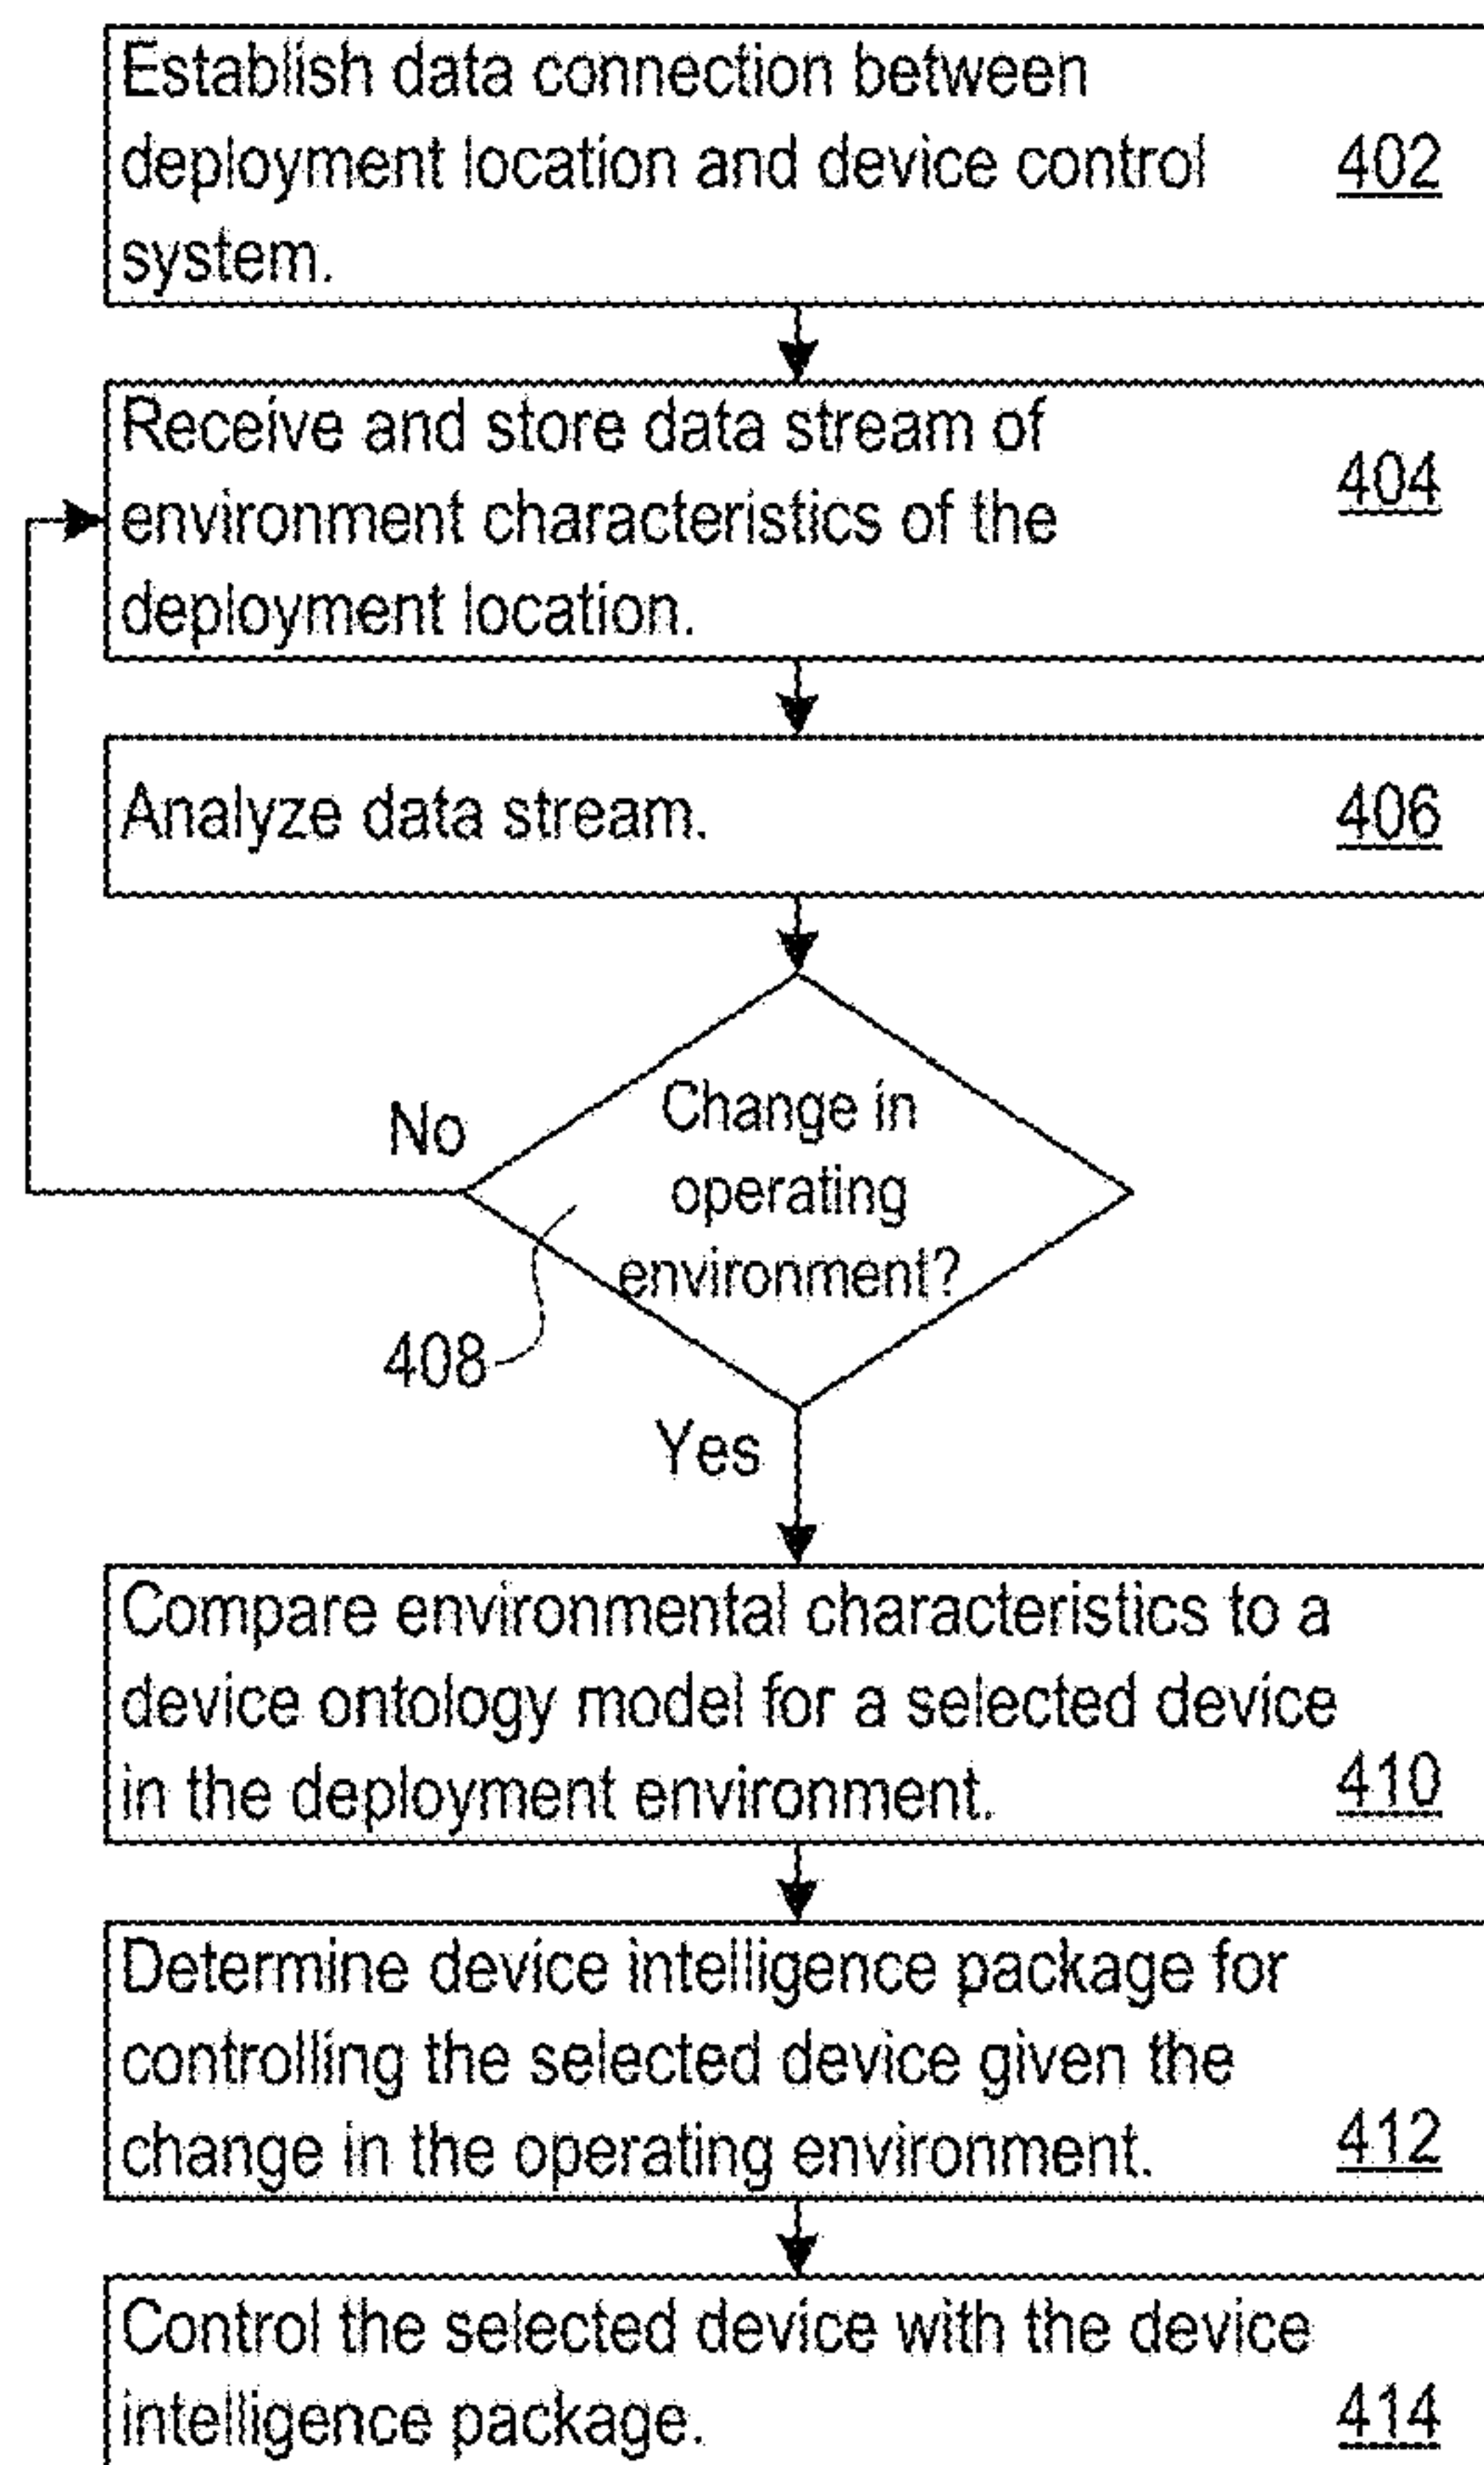 Establish data connection between
deployment location and device control 402
system.
Receive and store data stream of
404
environment characteristics of the
deployment location.
Analyze data stream. 406
Change in
No
operating
environment?
408
Yes
Compare environmental characteristics to a
device ontology model for a selected device
in the deployment environment. 410
Determine device intelligence package for
controlling the selected device given the
change in the operating environment. 412
Control the selected device with the device
intelligence package. 414